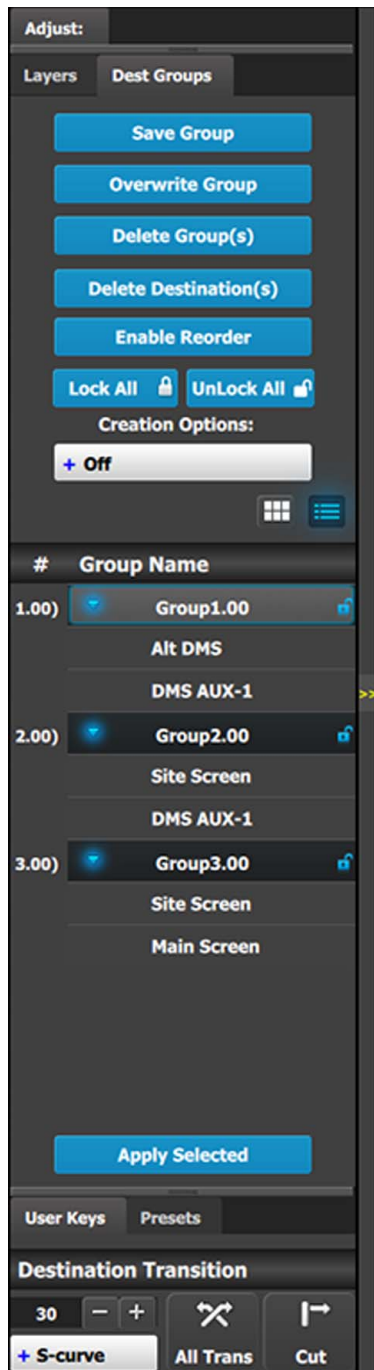 Adjust:
Layers Dest Groups
Save Group
Overwrite Group
Delete Group(s)
Delete Destination(s)
Enable Reorder
Lock All UnLock All
Creation Options:
+ Off
# Group Name
1.00) Group1.00
Alt DMS
DMS AUX-1
>>
2.00) Group2.00
Site Screen
DMS AUX-1
3.00) Group3.00
Site Screen
Main Screen
Apply Selected
User Keys Presets
Destination Transition
30 − +
+ S-curve All Trans Cut